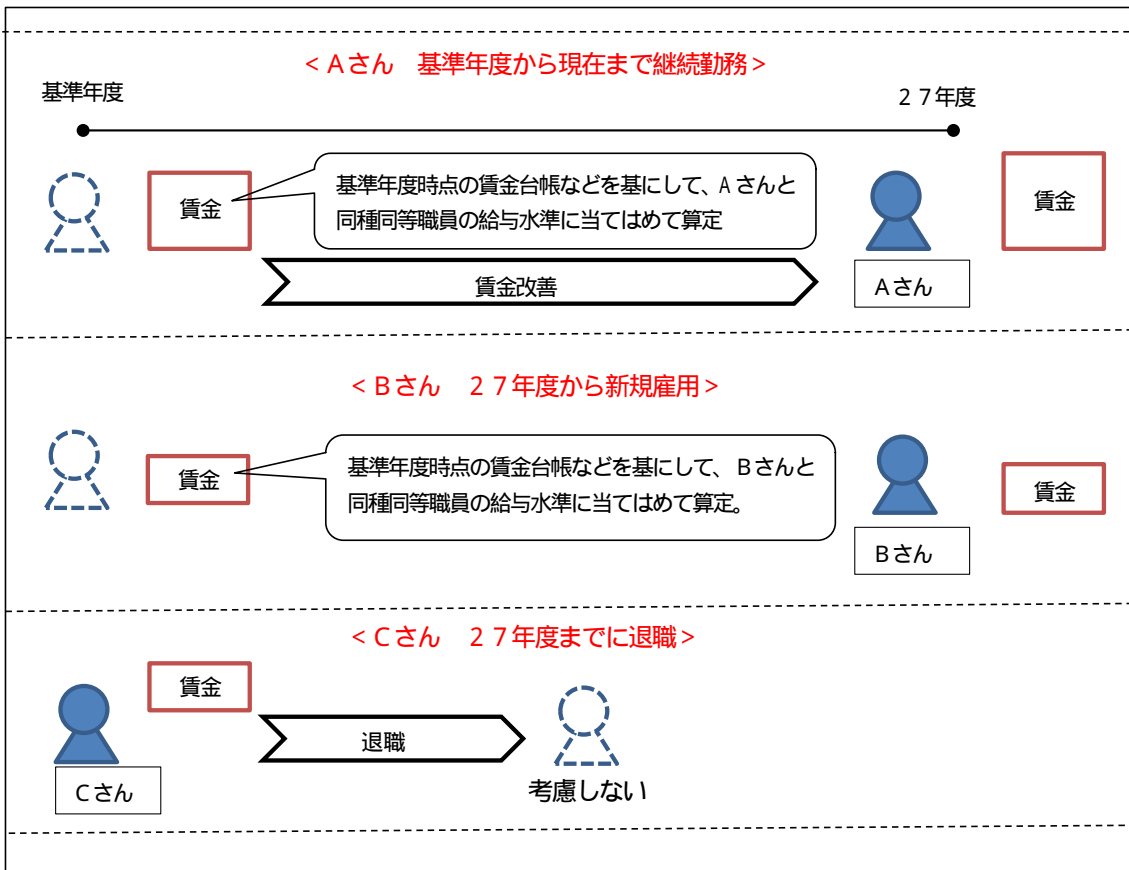 <Aさん　基準年度から現在まで継続勤務>
基準年度
２７年度
賃金
基準年度時点の賃金台帳などを基にして、Aさんと
同種同等職員の給与水準に当てはめて算定
賃金
賃金改善
Aさん
<Bさん　２７年度から新規雇用>
賃金
基準年度時点の賃金台帳などを基にして、Bさんと
同種同等職員の給与水準に当てはめて算定。
賃金
Bさん
<Cさん　２７年度までに退職>
賃金
退職
Cさん
考慮しない